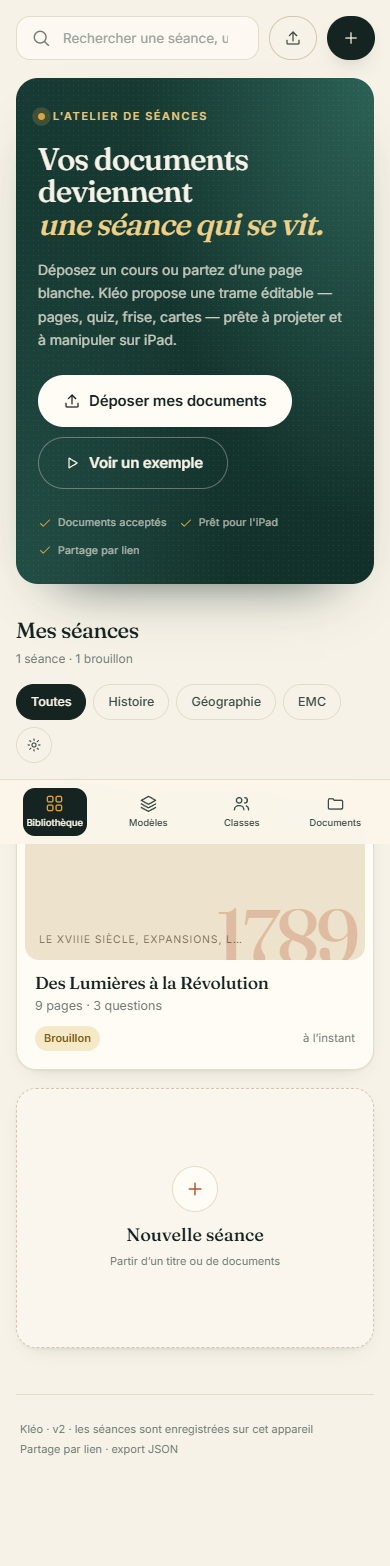 Rechercher une séance, u
L'ATELIER DE SÉANCES
Vos documents
deviennent
une séance qui se vit.
Déposez un cours ou partez d’une page
blanche. Kléo propose une trame éditable —
pages, quiz, frise, cartes — prête à projeter et
à manipuler sur iPad.
Déposer mes documents
Voir un exemple
Documents acceptés Prêt pour l'iPad
Partage par lien
Mes séances
1 séance · 1 brouillon
Toutes Histoire Géographie EMC
Bibliothèque Modèles Classes Documents
LE XVIIIE SIÈCLE, EXPANSIONS, L…
1789
Des Lumières à la Révolution
9 pages · 3 questions
Brouillon à l’instant
Nouvelle séance
Partir d’un titre ou de documents
Kléo · v2 · les séances sont enregistrées sur cet appareil
Partage par lien · export JSON